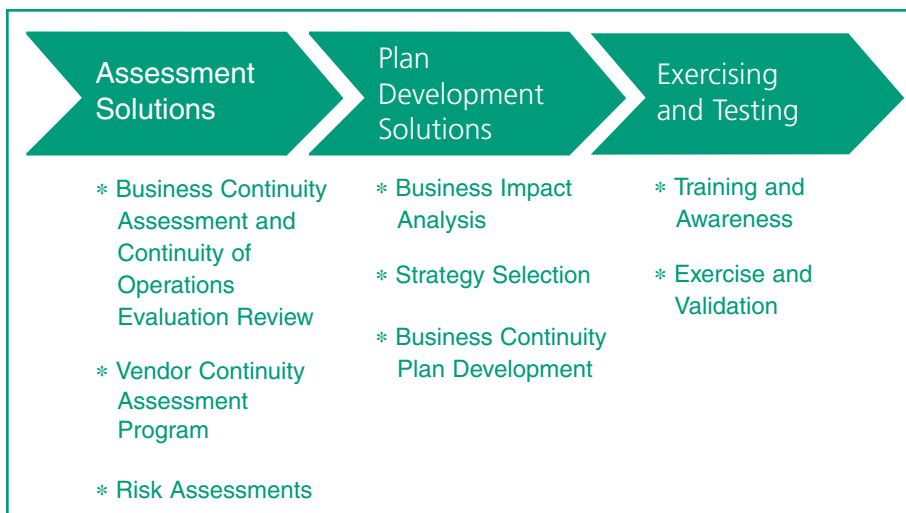 Assessment
Solutions
Plan
Development
Solutions
Exercising
and Testing
* Business Continuity
Assessment and
Continuity of
Operations
Evaluation Review
* Vendor Continuity
Assessment
Program
* Risk Assessments
* Business Impact
Analysis
* Strategy Selection
* Business Continuity
Plan Development
* Training and
Awareness
* Exercise and
Validation